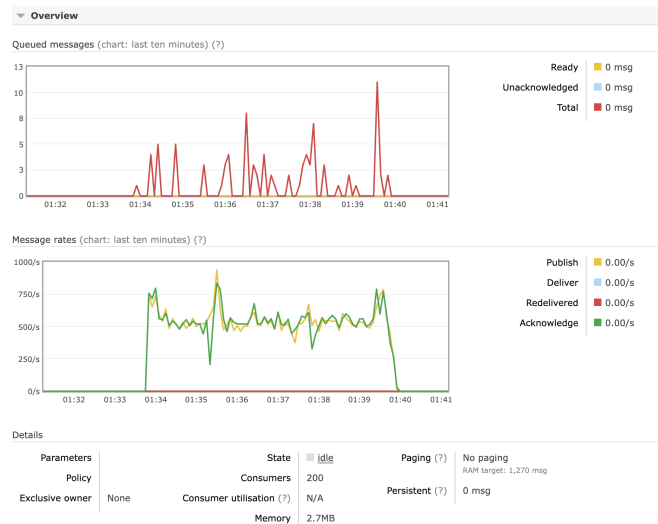 Overview
Queued messages (chart: last ten minutes) (?)
13
10
8
5
3
0
01:32 01:33 01:34 01:35 01:36 01:37 01:38 01:39 01:40 01:41
Ready 0 msg
Unacknowledged 0 msg
Total 0 msg
Message rates (chart: last ten minutes) (?)
1000/s
750/s
500/s
250/s
0/s
01:32 01:33 01:34 01:35 01:36 01:37 01:38 01:39 01:40 01:41
Publish 0.00/s
Deliver 0.00/s
Redelivered 0.00/s
Acknowledge 0.00/s
Details
Parameters
Policy
Exclusive owner None
State idle
Consumers 200
Consumer utilisation (?) N/A
Memory 2.7MB
Paging (?) No paging
RAM target: 1,270 msg
Persistent (?) 0 msg